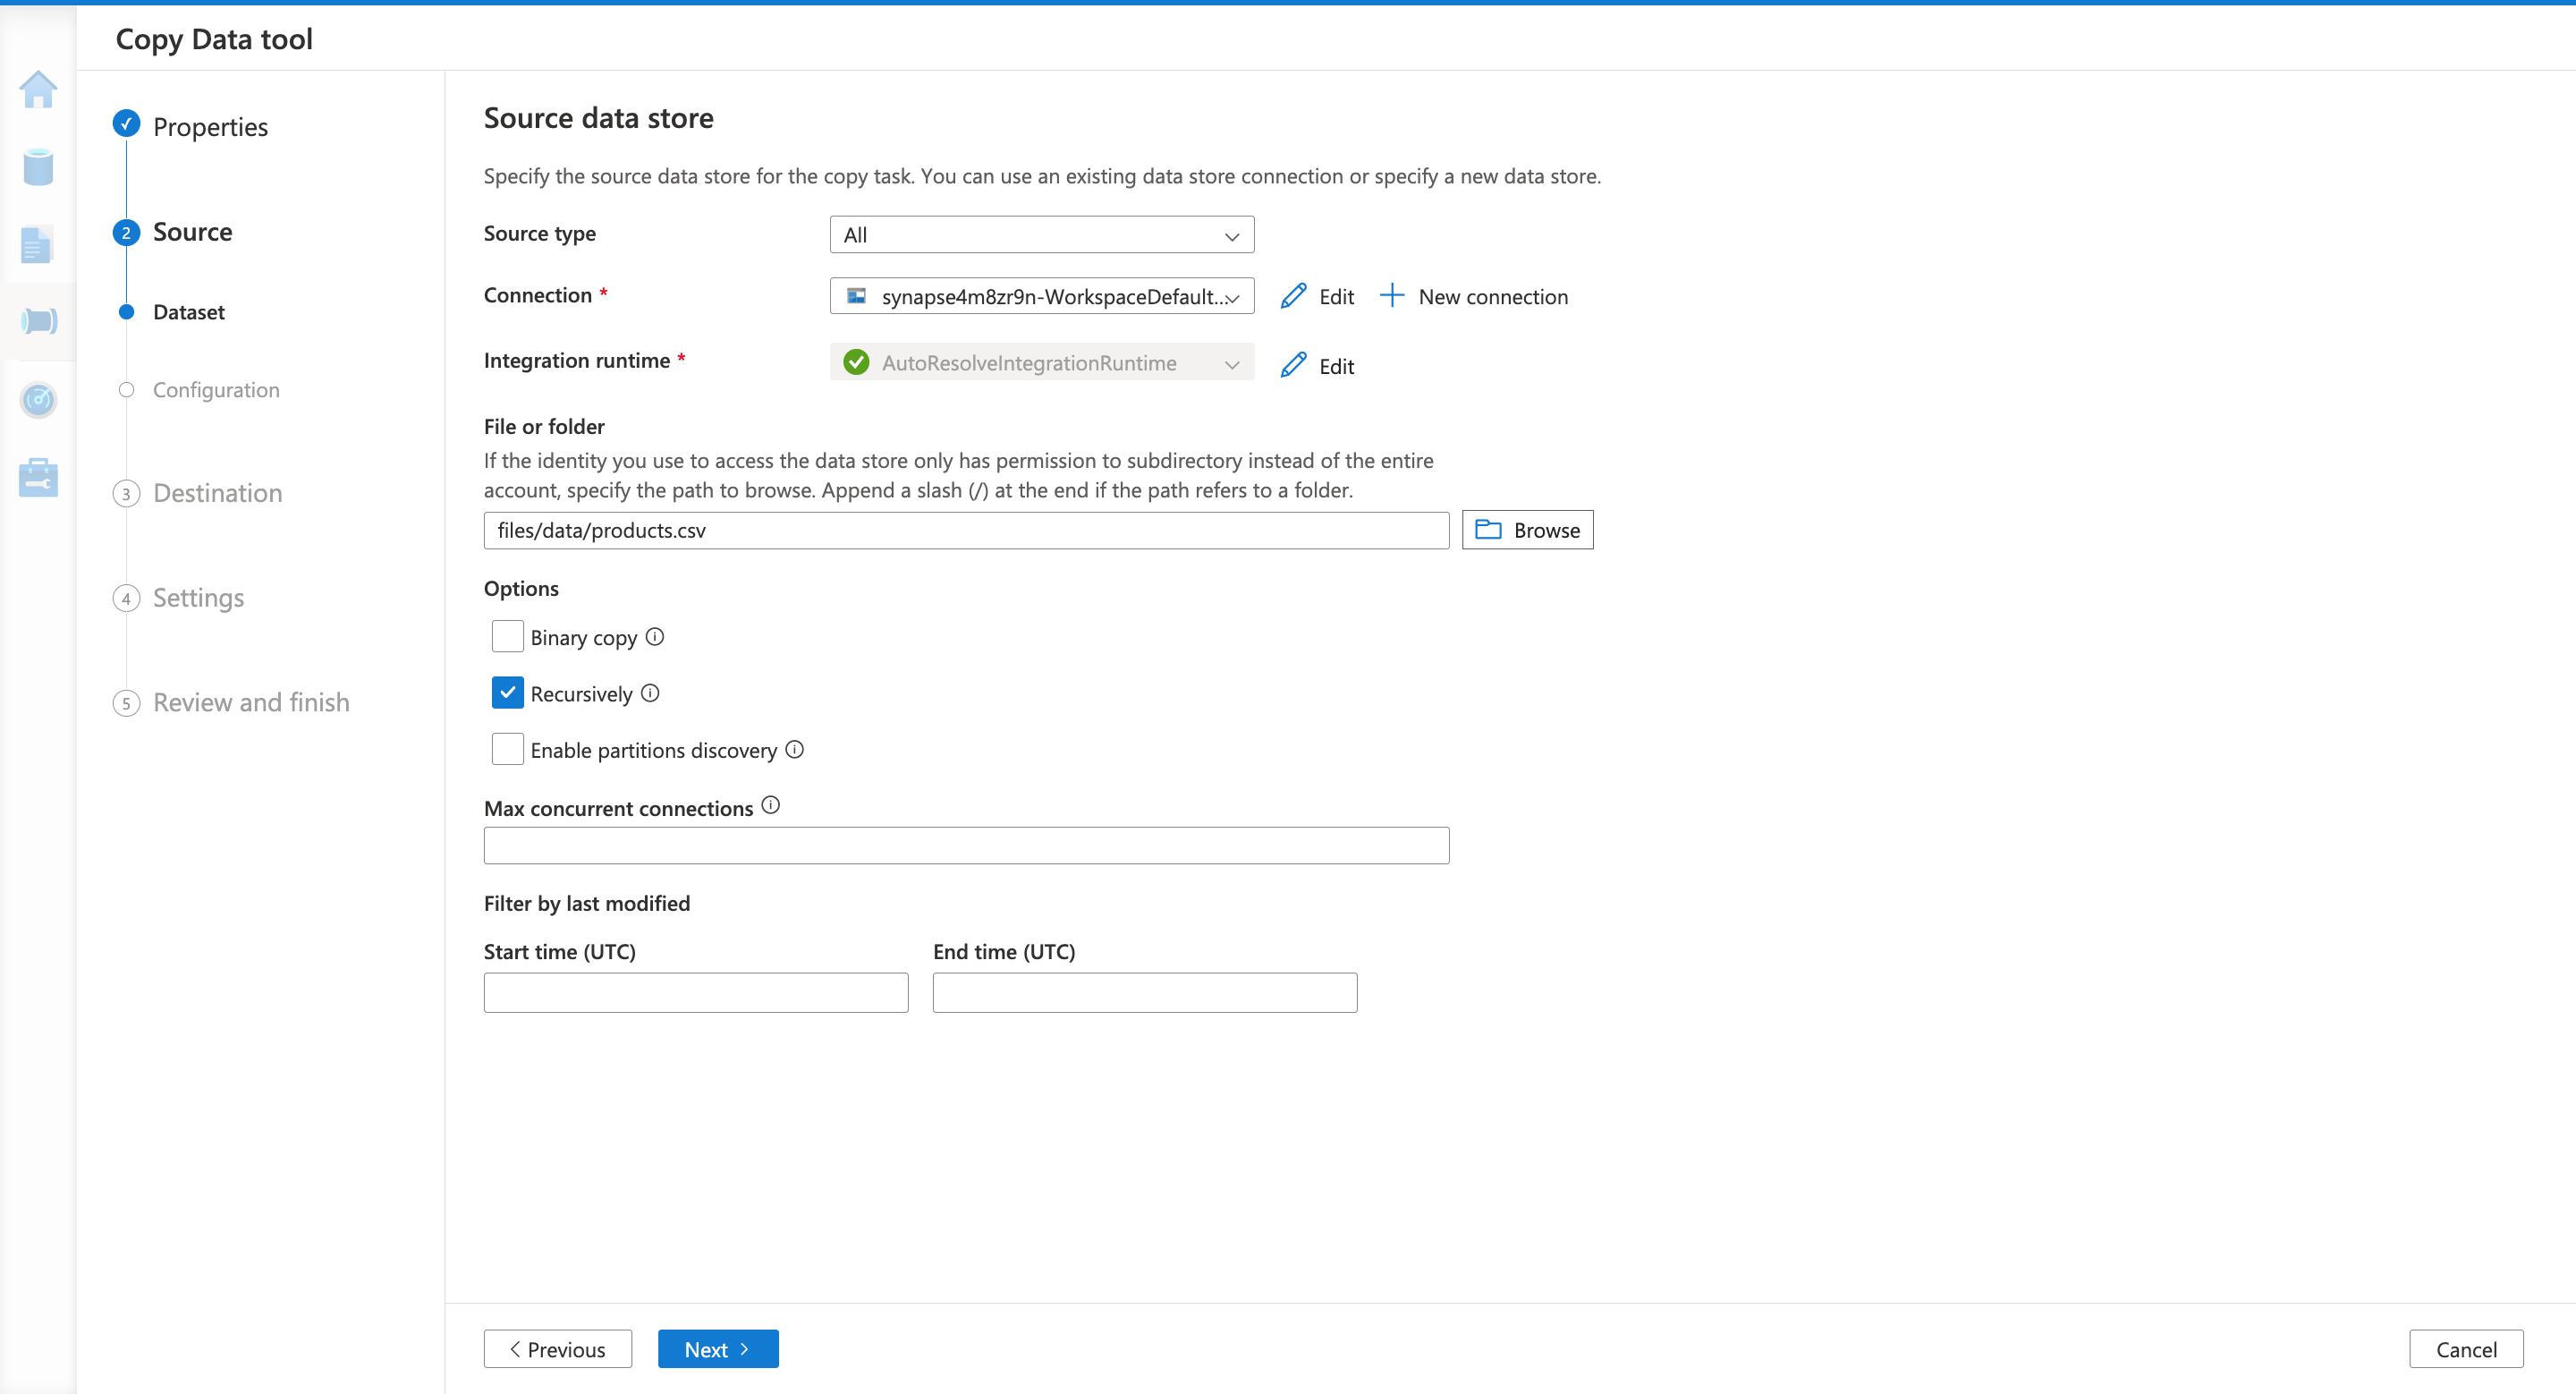 Copy Data tool
Properties
2 Source
Dataset
Configuration
3 Destination
4 Settings
5 Review and finish
Source data store
Specify the source data store for the copy task. You can use an existing data store connection or specify a new data store.
Source type All
Connection * synapse4m8zr9n-WorkspaceDefault... Edit New connection
Integration runtime * AutoResolveIntegrationRuntime Edit
File or folder
If the identity you use to access the data store only has permission to subdirectory instead of the entire
account, specify the path to browse. Append a slash (/) at the end if the path refers to a folder.
files/data/products.csv Browse
Options
Binary copy
Recursively
Enable partitions discovery
Max concurrent connections
Filter by last modified
Start time (UTC) End time (UTC)
Previous Next Cancel